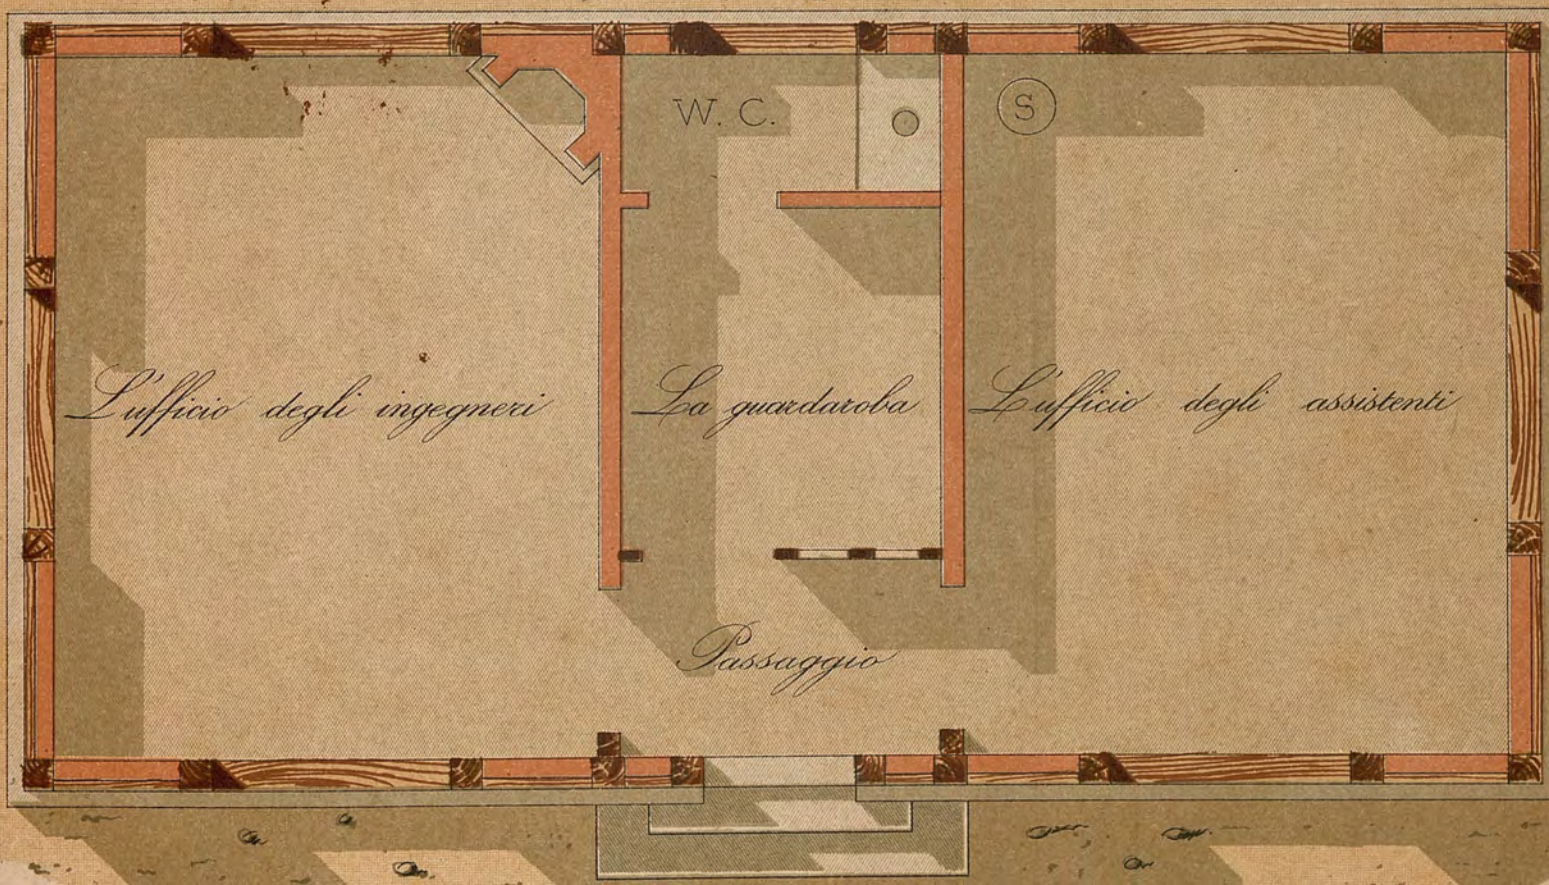 W. C.
S
L'ufficio degli ingegneri
La guardaroba
L'ufficio degli assistenti
Passaggio